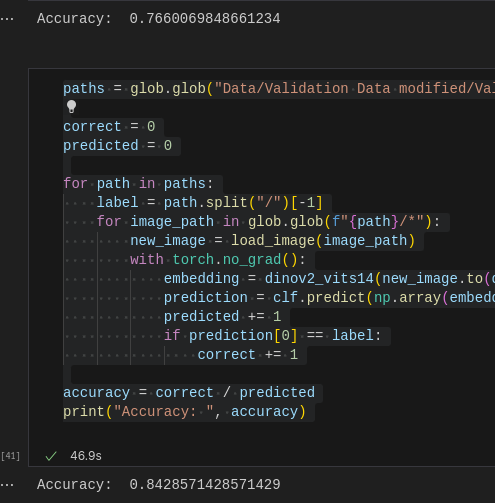 Accuracy:  0.7660069848661234
paths = glob.glob("Data/Validation Data modified/Val
correct = 0
predicted = 0
for path in paths:
    label = path.split("/")[-1]
    for image_path in glob.glob(f"{path}/*"):
        new_image = load_image(image_path)
        with torch.no_grad():
            embedding = dinov2_vits14(new_image.to(
            prediction = clf.predict(np.array(embed
            predicted += 1
            if prediction[0] == label:
                correct += 1
accuracy = correct / predicted
print("Accuracy: ", accuracy)
[41]
46.9s
Accuracy:  0.8428571428571429